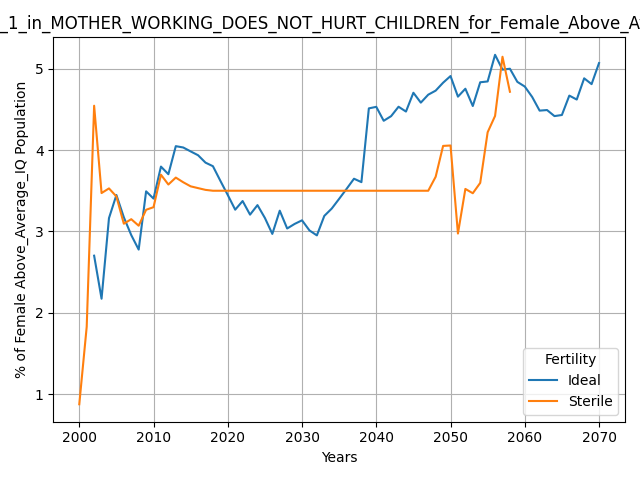 _1_in_MOTHER_WORKING_DOES_NOT_HURT_CHILDREN_for_Female_Above_A
% of Female Above_Average_IQ Population
5
4
3
2
1
2000 2010 2020 2030 2040 2050 2060 2070
Years
Fertility
Ideal
Sterile